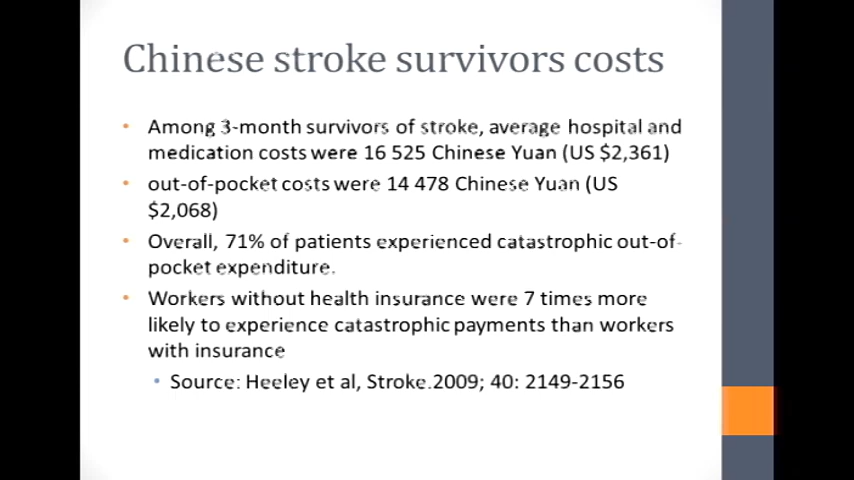 Chinese stroke survivors costs
• Among 3-month survivors of stroke, average hospital and
medication costs were 16 525 Chinese Yuan (US $2,361)
• out-of-pocket costs were 14 478 Chinese Yuan (US
$2,068)
• Overall, 71% of patients experienced catastrophic out-of-
pocket expenditure.
• Workers without health insurance were 7 times more
likely to experience catastrophic payments than workers
with insurance
• Source: Heeley et al, Stroke.2009; 40: 2149-2156